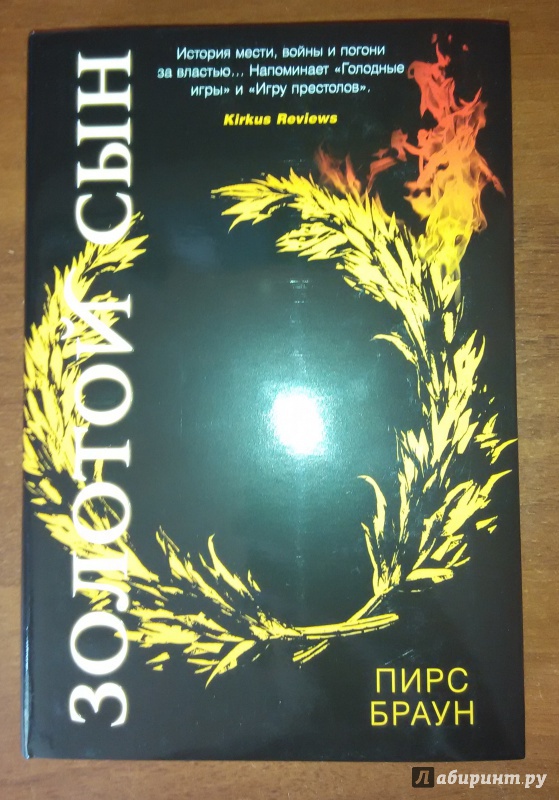 История мести, войны и погони
за властью... Напоминает «Голодные
игры» и «Игру престолов».
Kirkus Reviews
ЗОЛОТОЙ СЫН
ПИРС
БРАУН
Лабиринт.ру